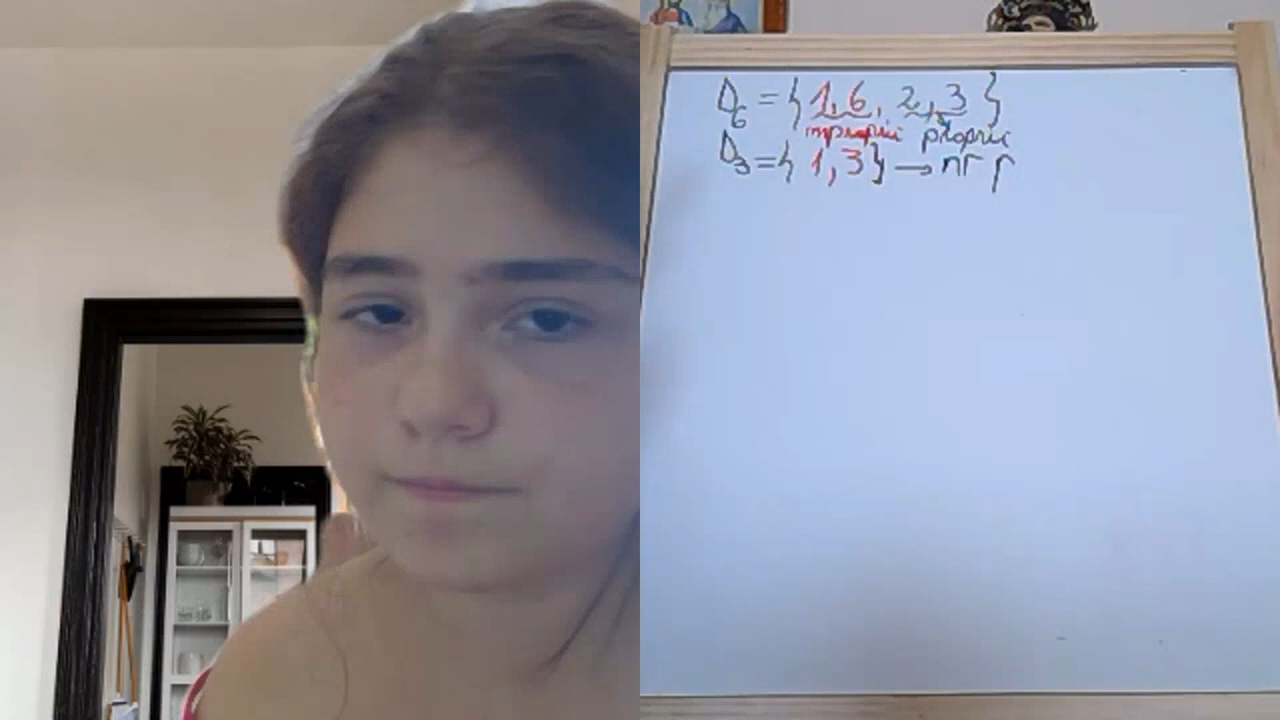 D6 = { 1, 6, 2, 3 }
improprii proprii
D3 = { 1, 3 } → nr p